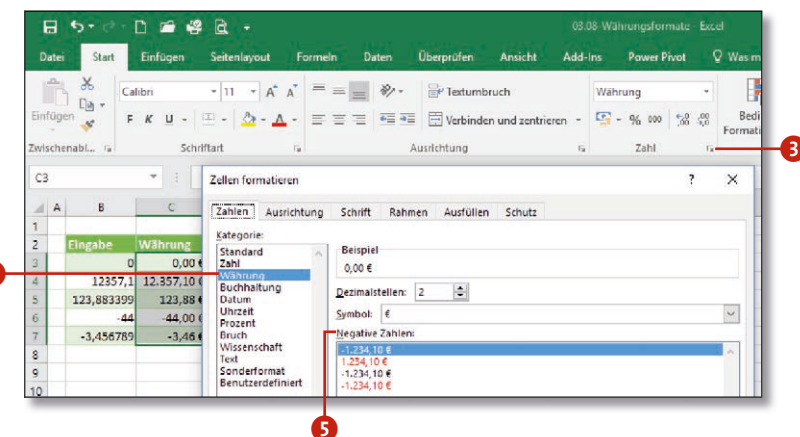 03.08-Währungsformate - Excel
Datei Start Einfügen Seitenlayout Formeln Daten Überprüfen Ansicht Add-Ins Power Pivot Was m
Calibri 11 A A Textumbruch Währung
Einfügen F K U A Verbinden und zentrieren % 000 Bedi
Formati
Zwischenabl... Schriftart Ausrichtung Zahl
3
C3 Zellen formatieren ? X
Zahlen Ausrichtung Schrift Rahmen Ausfüllen Schutz
A B C
1
2 Eingabe Währung
3 0 0,00 €
4 12357,1 12.357,10 €
5 123,883399 123,88 €
6 -44 -44,00 €
7 -3,456789 -3,46 €
8
9
10
Kategorie:
Standard
Zahl
Währung
Buchhaltung
Datum
Uhrzeit
Prozent
Bruch
Wissenschaft
Text
Sonderformat
Benutzerdefiniert
Beispiel
0,00 €
Dezimalstellen: 2
Symbol: €
Negative Zahlen:
-1.234,10 €
1.234,10 €
-1.234,10 €
-1.234,10 €
5